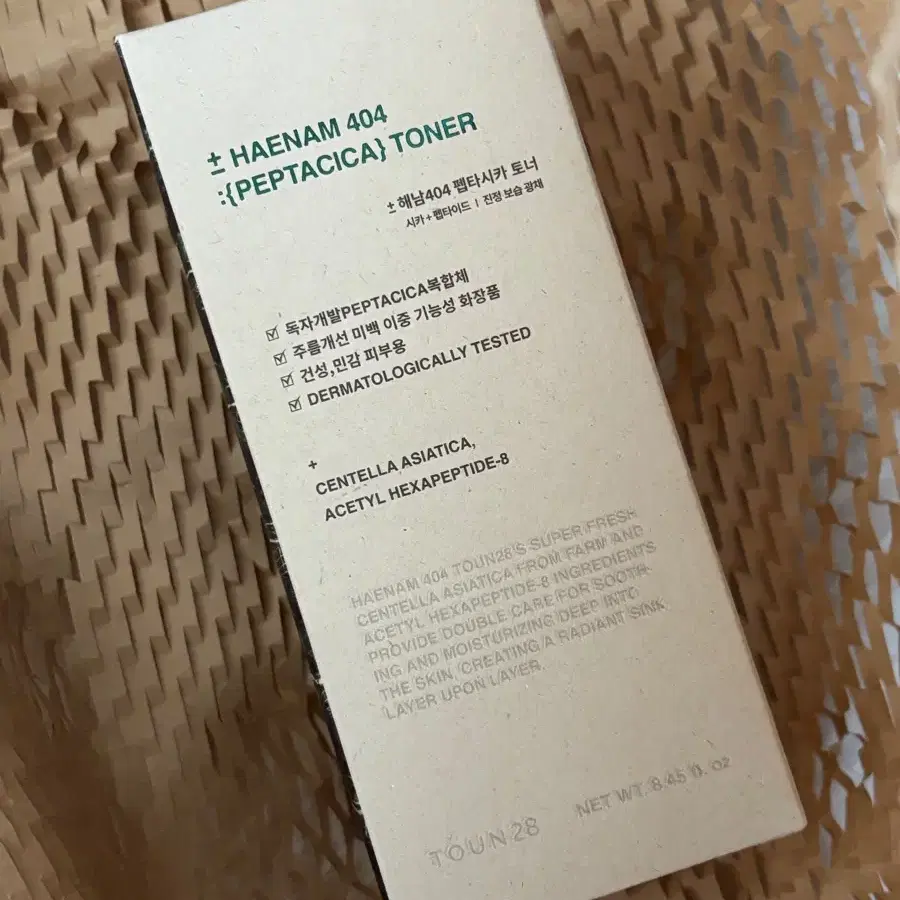 ± HAENAM 404
:{PEPTACICA} TONER
± 해남404 펩타시카 토너
시카+펩타이드 | 진정 보습 광채
☑ 독자개발PEPTACICA복합체
☑ 주름개선 미백 이중 기능성 화장품
☑ 건성,민감 피부용
☑ DERMATOLOGICALLY TESTED
+
CENTELLA ASIATICA,
ACETYL HEXAPEPTIDE-8
HAENAM 404 TOUN28'S SUPER FRESH
CENTELLA ASIATICA FROM FARM AND
ACETYL HEXAPEPTIDE-8 INGREDIENTS
PROVIDE DOUBLE CARE FOR SOOTH-
ING AND MOISTURIZING DEEP INTO
THE SKIN, CREATING A RADIANT SINK
LAYER UPON LAYER.
TOUN28
NET WT. 8.45 fl. oz